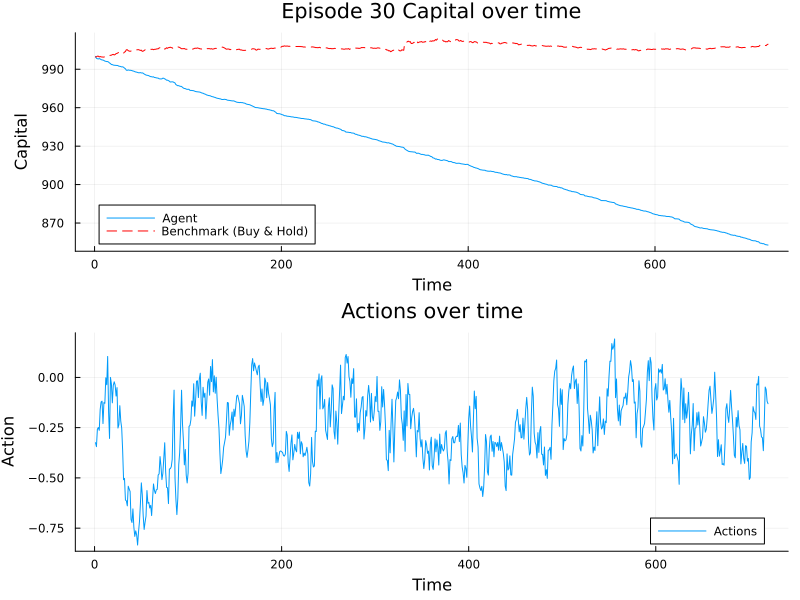 Episode 30 Capital over time
Capital
990
960
930
900
870
Agent
Benchmark (Buy & Hold)
0 200 400 600
Time
Actions over time
Action
0.00
−0.25
−0.50
−0.75
Actions
0 200 400 600
Time